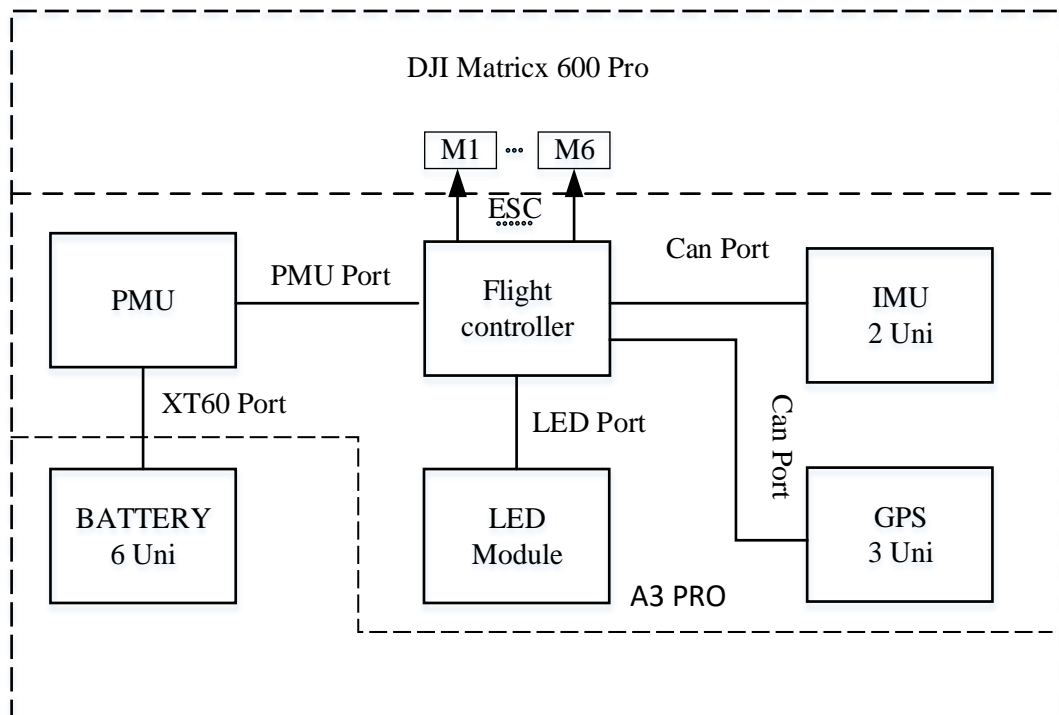 DJI Matricx 600 Pro
M1
M6
ESC
PMU
PMU Port
Flight
controller
Can Port
IMU
2 Uni
XT60 Port
LED Port
Can Port
BATTERY
6 Uni
LED
Module
GPS
3 Uni
A3 PRO